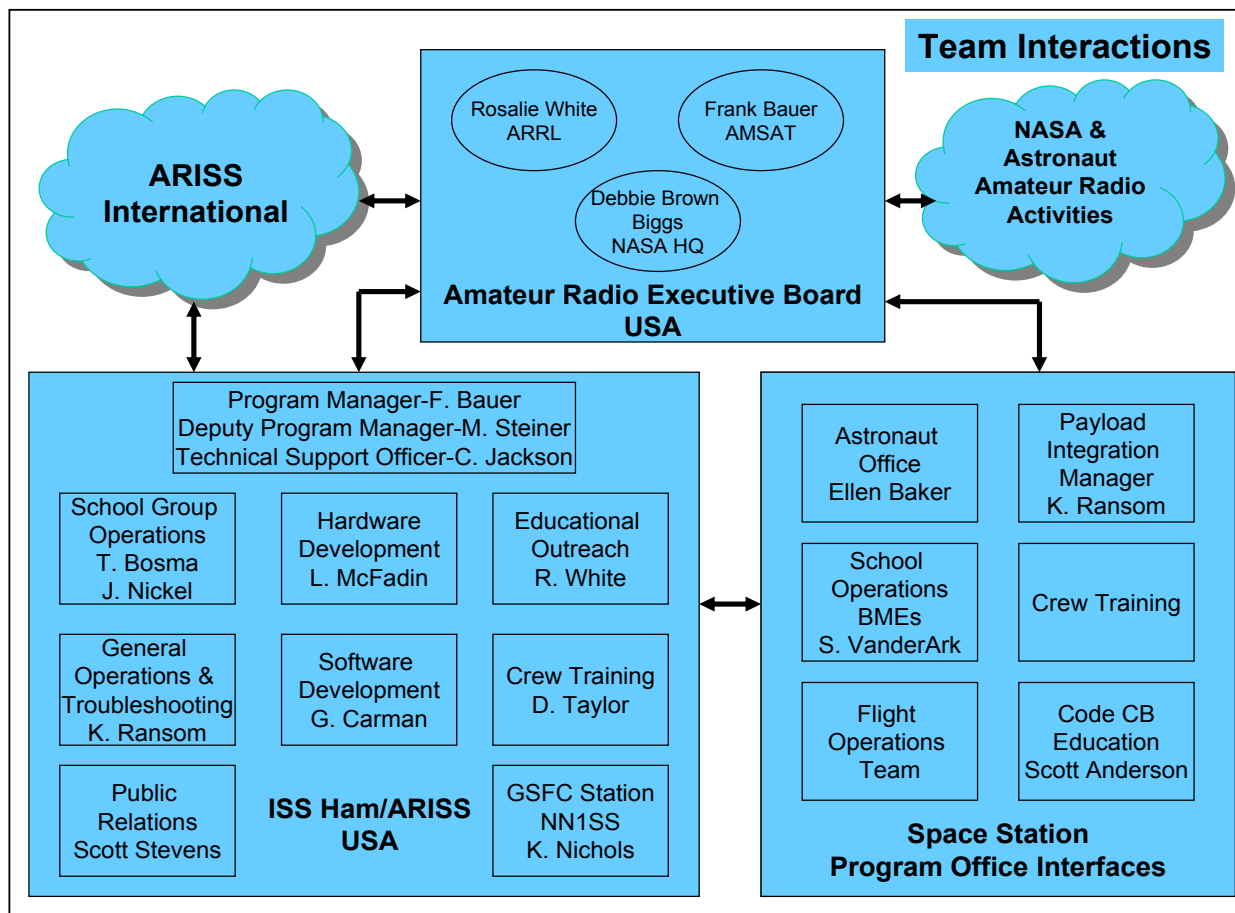 Team Interactions
Rosalie White
ARRL
Frank Bauer
AMSAT
Debbie Brown
Biggs
NASA HQ
Amateur Radio Executive Board
USA
ARISS
International
NASA &
Astronaut
Amateur Radio
Activities
Program Manager-F. Bauer
Deputy Program Manager-M. Steiner
Technical Support Officer-C. Jackson
School Group
Operations
T. Bosma
J. Nickel
Hardware
Development
L. McFadin
Educational
Outreach
R. White
General
Operations &
Troubleshooting
K. Ransom
Software
Development
G. Carman
Crew Training
D. Taylor
Public
Relations
Scott Stevens
ISS Ham/ARISS
USA
GSFC Station
NN1SS
K. Nichols
Astronaut
Office
Ellen Baker
Payload
Integration
Manager
K. Ransom
School
Operations
BMEs
S. VanderArk
Crew Training
Flight
Operations
Team
Code CB
Education
Scott Anderson
Space Station
Program Office Interfaces